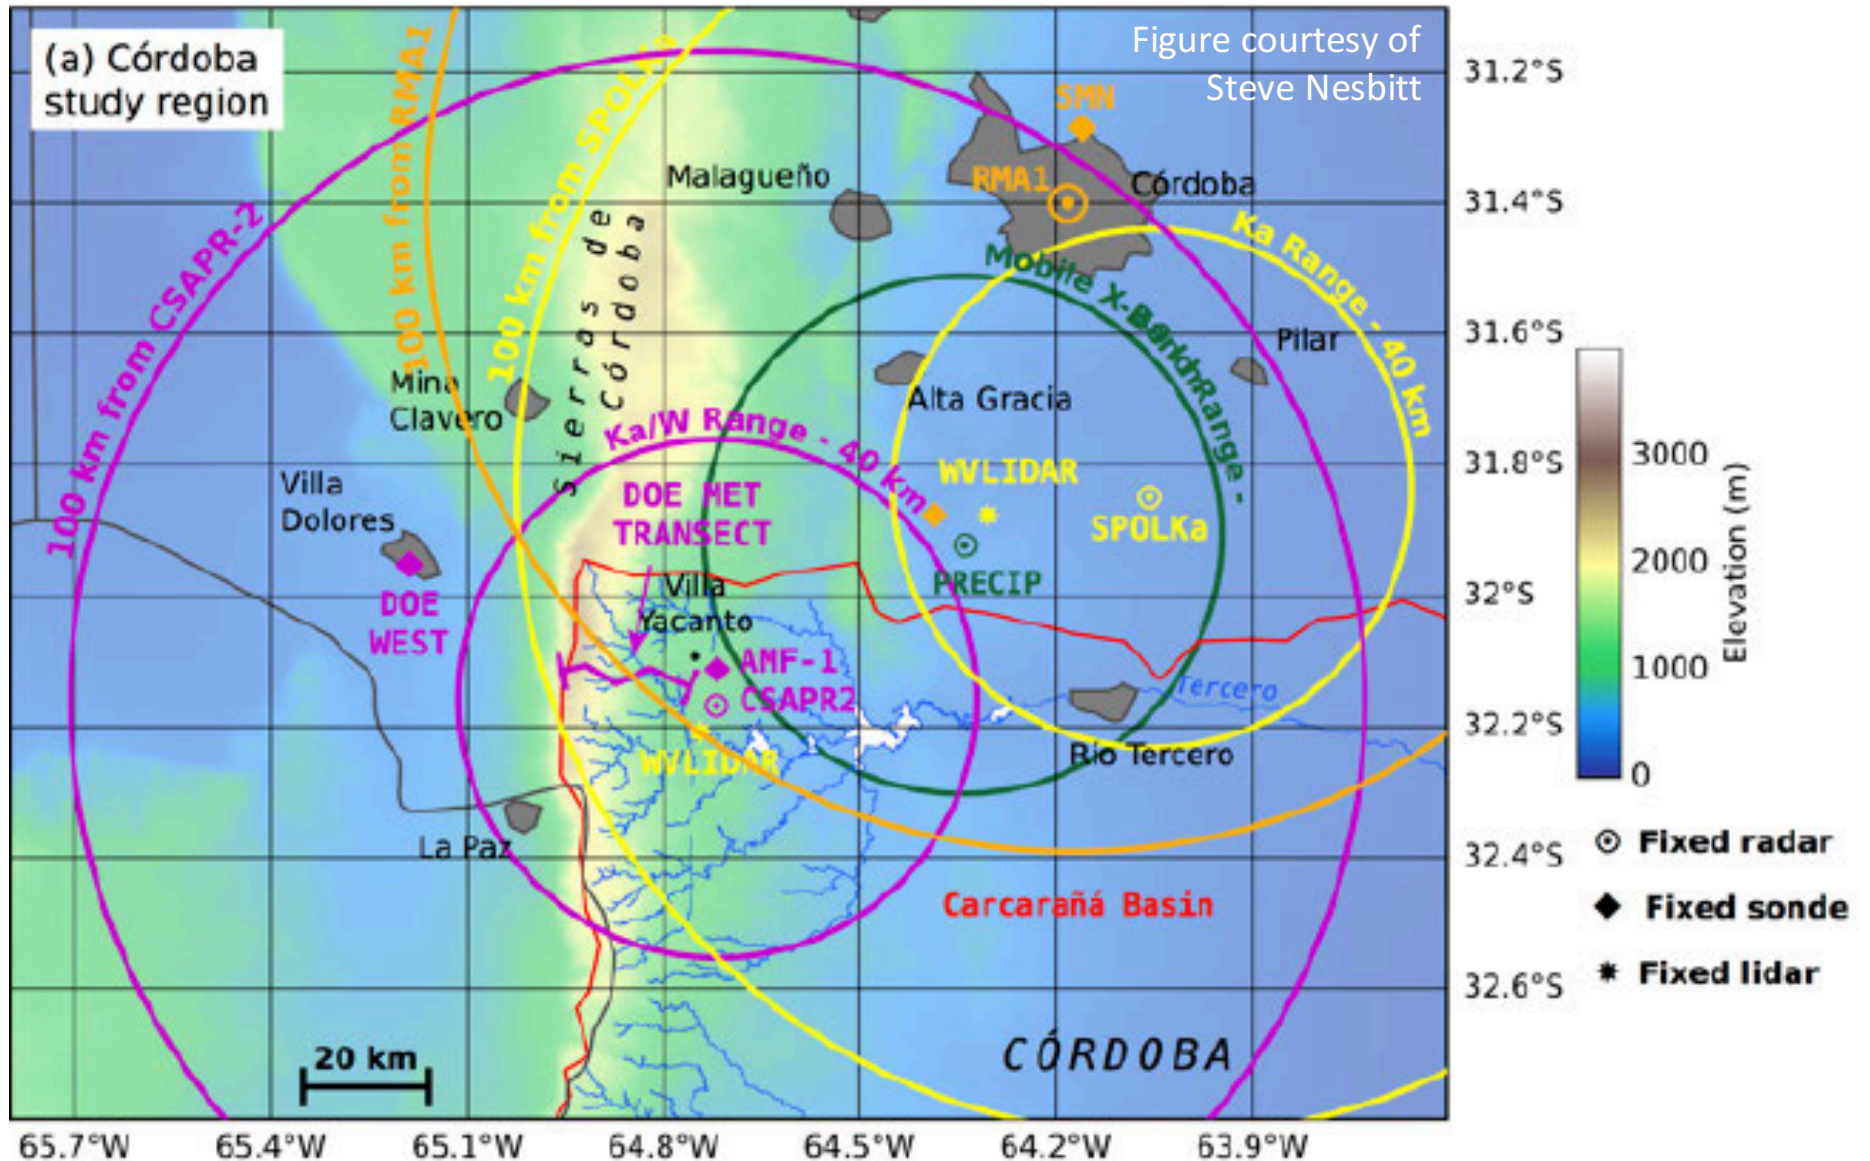 Figure courtesy of
Steve Nesbitt
(a) Córdoba
study region
100 km from CSAPR-2
100 km from RMA1
100 km from SPOLKa
Sierras de
Córdoba
Malagueño
SMN
RMA1
Córdoba
Ka Range - 40 km
Mobile X-Band Range -
Pilar
Mina
Clavero
Alta Gracia
Ka/W Range - 40 km
Villa
Dolores
DOE MET
TRANSECT
WVLIDAR
SPOLKa
PRECIP
DOE
WEST
Villa
Yacanto
AMF-1
CSAPR2
WVLIDAR
Tercero
Río Tercero
La Paz
Carcarañá Basin
CÓRDOBA
20 km
31.2°S
31.4°S
31.6°S
31.8°S
32°S
32.2°S
32.4°S
32.6°S
65.7°W 65.4°W 65.1°W 64.8°W 64.5°W 64.2°W 63.9°W
3000
2000
1000
0
Elevation (m)
Fixed radar
Fixed sonde
Fixed lidar